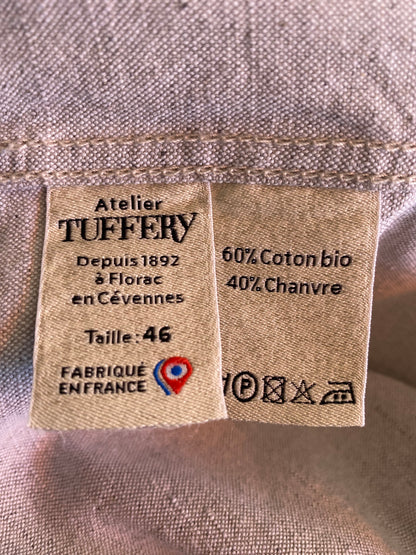 Atelier
TUFFERY
Depuis 1892
à Florac
en Cévennes
Taille: 46
FABRIQUÉ
EN FRANCE
60% Coton bio
40% Chanvre
P